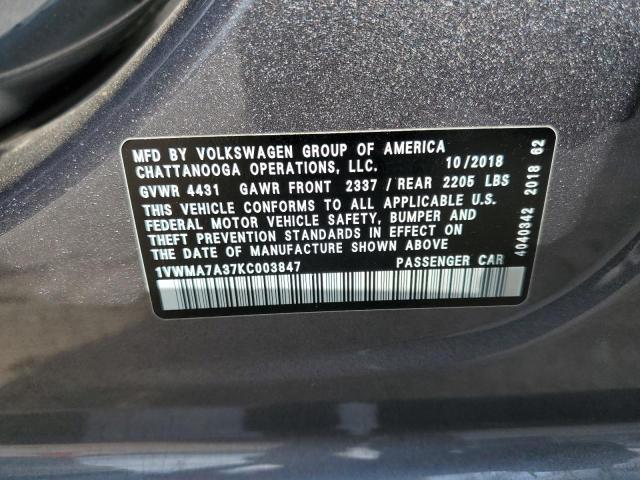 MFD BY VOLKSWAGEN GROUP OF AMERICA
CHATTANOOGA OPERATIONS, LLC. 10/2018
GVWR 4431 GAWR FRONT 2337 / REAR 2205 LBS
THIS VEHICLE CONFORMS TO ALL APPLICABLE U.S.
FEDERAL MOTOR VEHICLE SAFETY, BUMPER AND
THEFT PREVENTION STANDARDS IN EFFECT ON
THE DATE OF MANUFACTURE SHOWN ABOVE
1VWMA7A37KC003847 PASSENGER CAR
4040342 2018 62